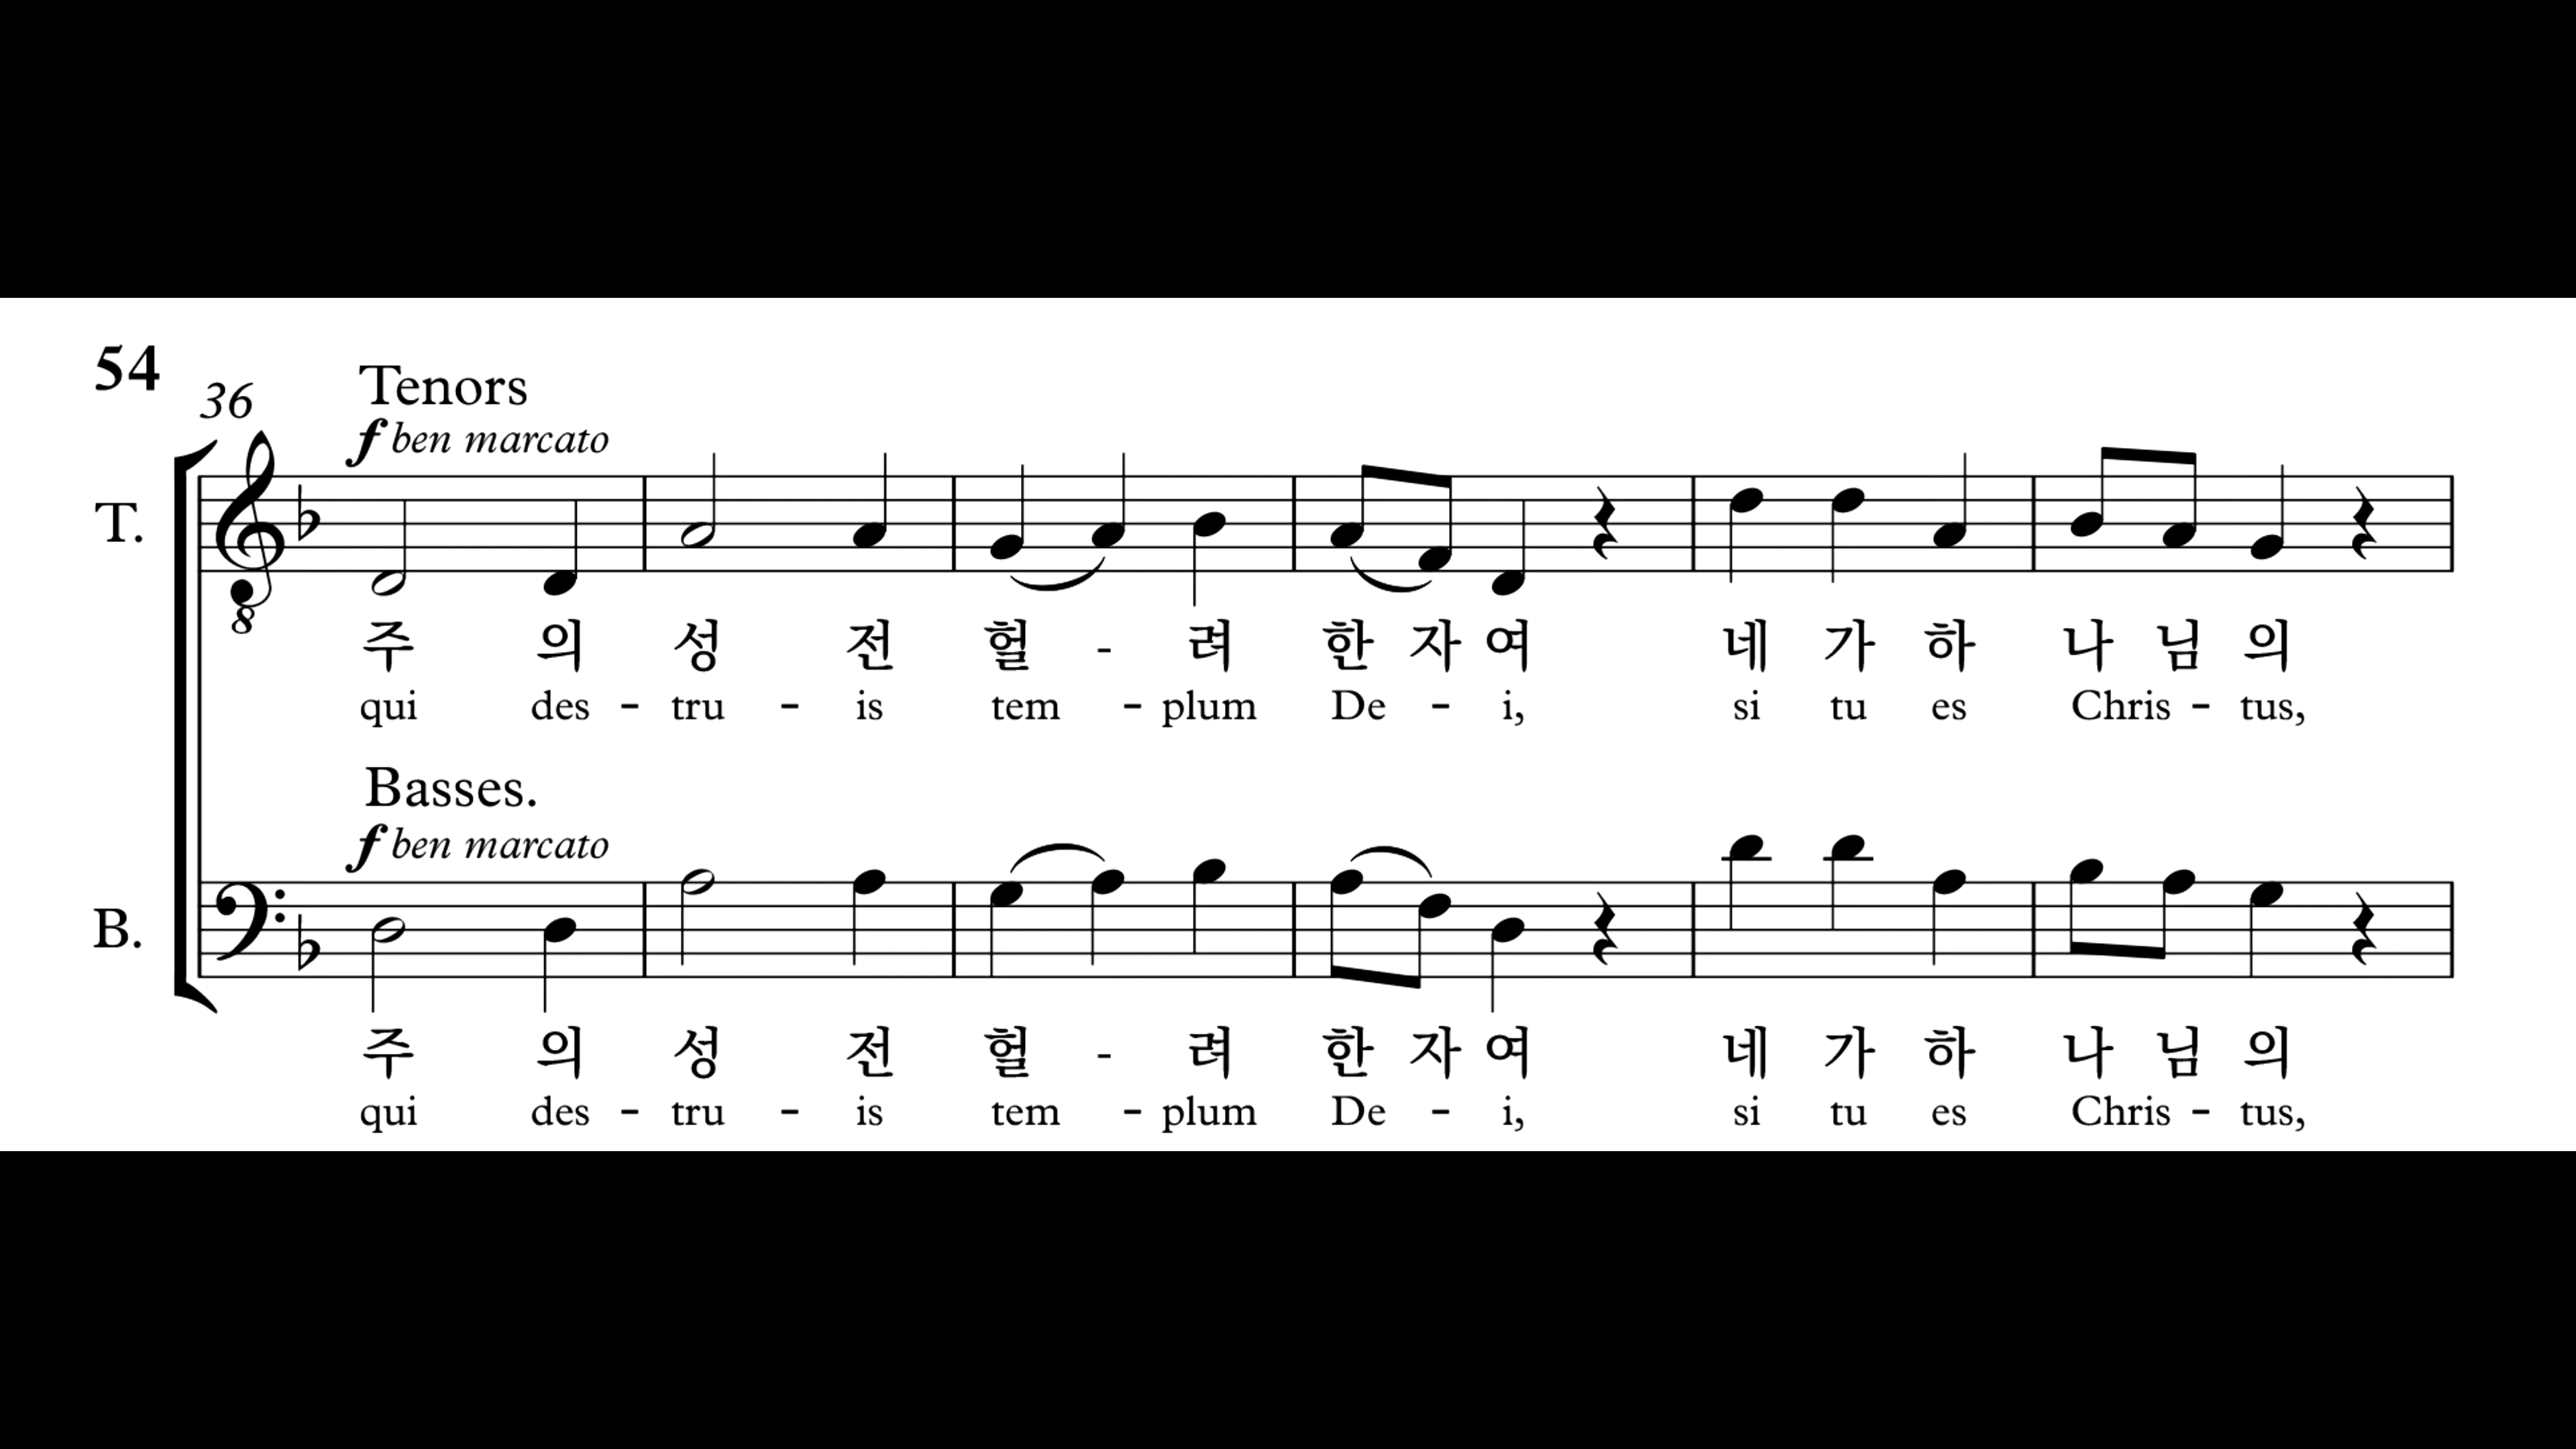 54
36
Tenors
f ben marcato
T.
8
주 의 성 전 헐 - 려 한 자 여 네 가 하 나 님 의
qui des - tru - is tem - plum De - i, si tu es Chris - tus,
Basses.
f ben marcato
B.
주 의 성 전 헐 - 려 한 자 여 네 가 하 나 님 의
qui des - tru - is tem - plum De - i, si tu es Chris - tus,